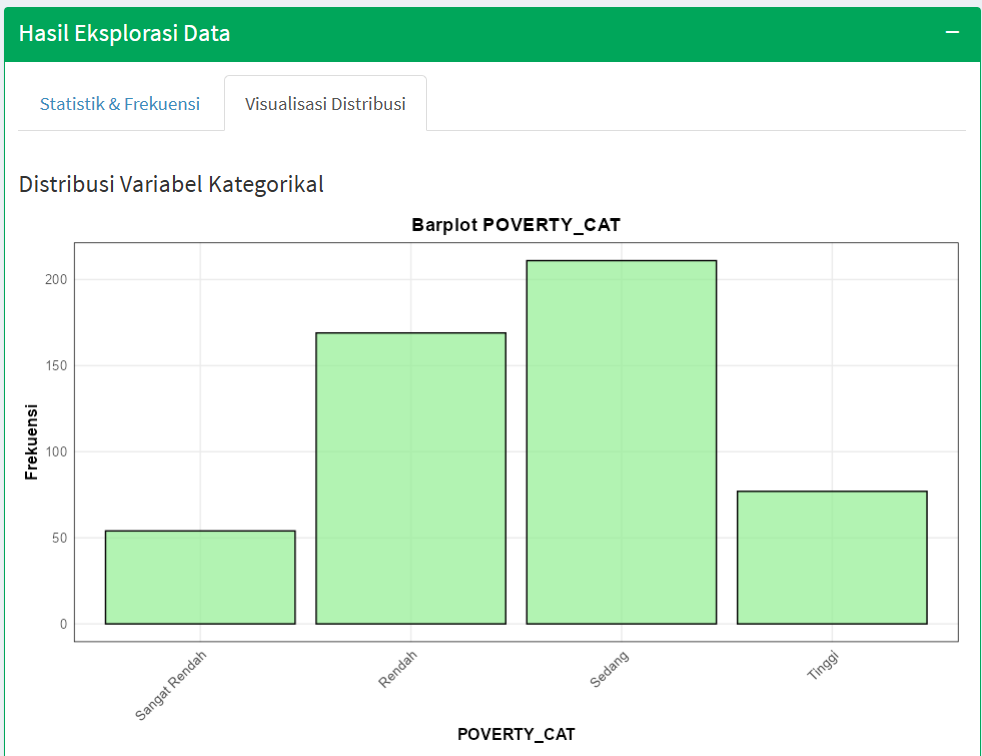 Hasil Eksplorasi Data
Statistik & Frekuensi
Visualisasi Distribusi
Distribusi Variabel Kategorikal
Barplot POVERTY_CAT
200
150
100
50
0
Frekuensi
Sangat Rendah
Rendah
Sedang
Tinggi
POVERTY_CAT